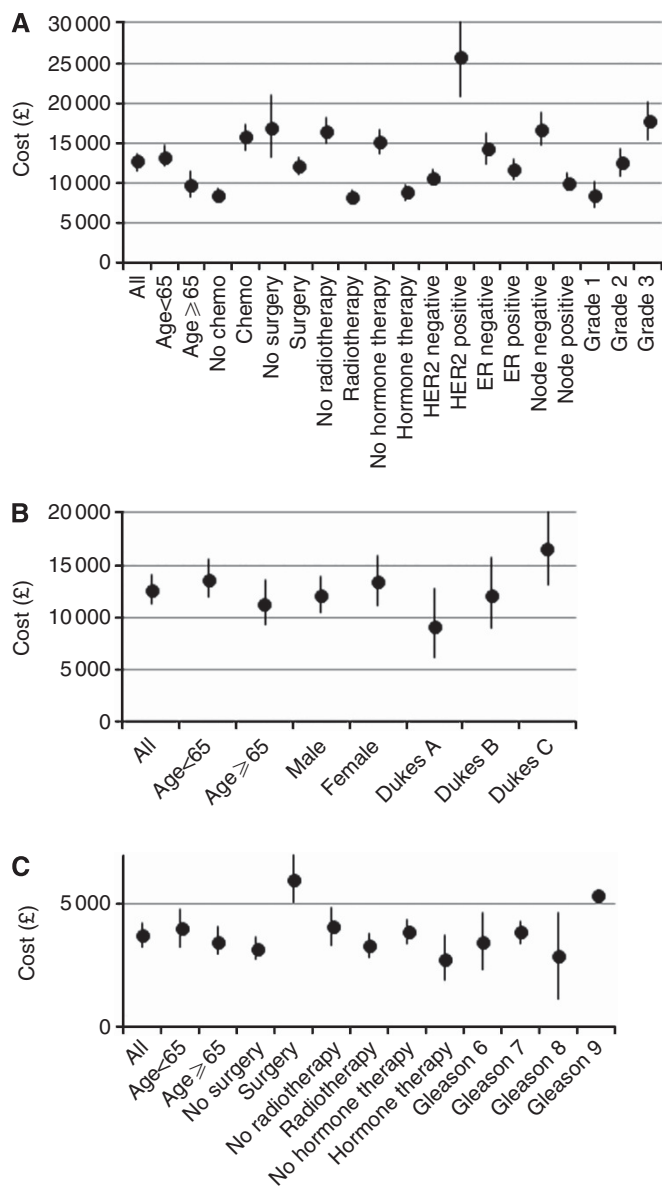 A
30 000
25 000
20 000
15 000
10 000
5 000
0
Cost (£)
All
Age<65
Age⩾65
No chemo
Chemo
No surgery
Surgery
No radiotherapy
Radiotherapy
No hormone therapy
Hormone therapy
HER2 negative
HER2 positive
ER negative
ER positive
Node negative
Node positive
Grade 1
Grade 2
Grade 3
B
20 000
15 000
10 000
5 000
0
Cost (£)
All
Age<65
Age⩾65
Male
Female
Dukes A
Dukes B
Dukes C
C
5 000
0
Cost (£)
All
Age<65
Age⩾65
No surgery
Surgery
No radiotherapy
Radiotherapy
No hormone therapy
Hormone therapy
Gleason 6
Gleason 7
Gleason 8
Gleason 9